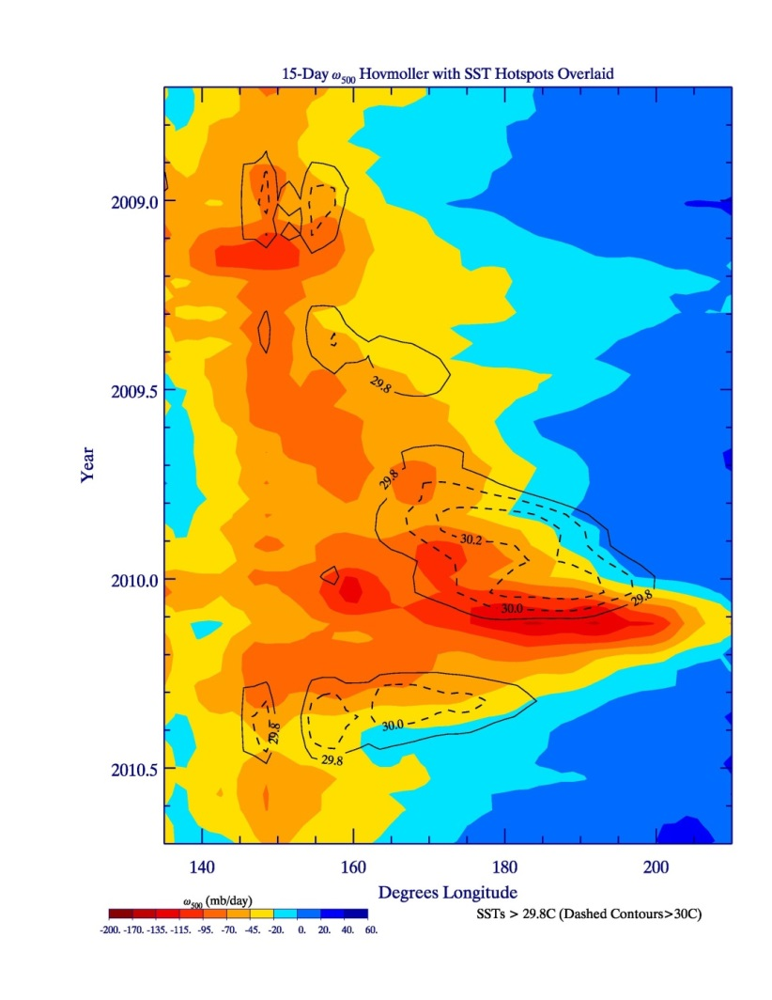 15-Day ω500 Hovmoller with SST Hotspots Overlaid
2009.0
29.8
2009.5
Year
29.8
30.2
2010.0
29.8
30.0
29.8
30.0
29.8
2010.5
140 160 180 200
Degrees Longitude
ω500 (mb/day)
SSTs > 29.8C (Dashed Contours>30C)
-200. -170. -135. -115. -95. -70. -45. -20. 0. 20. 40. 60.